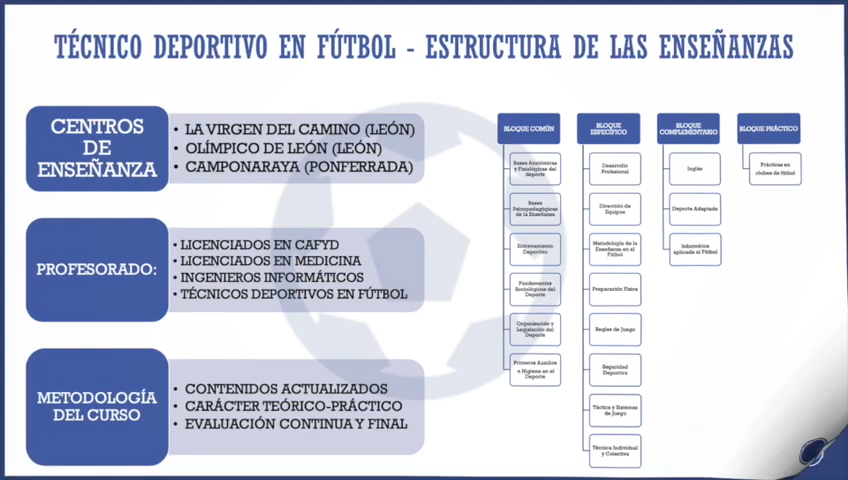 TÉCNICO DEPORTIVO EN FÚTBOL - ESTRUCTURA DE LAS ENSEÑANZAS
CENTROS
DE
ENSEÑANZA
• LA VIRGEN DEL CAMINO (LEÓN)
• OLÍMPICO DE LEÓN (LEÓN)
• CAMPONARAYA (PONFERRADA)
PROFESORADO:
• LICENCIADOS EN CAFYD
• LICENCIADOS EN MEDICINA
• INGENIEROS INFORMÁTICOS
• TÉCNICOS DEPORTIVOS EN FÚTBOL
METODOLOGÍA
DEL CURSO
• CONTENIDOS ACTUALIZADOS
• CARÁCTER TEÓRICO-PRÁCTICO
• EVALUACIÓN CONTINUA Y FINAL
BLOQUE COMÚN
Bases Anatómicas
y Fisiológicas del
deporte
Bases
Psicopedagógicas
de la Enseñanza
Entrenamiento
Deportivo
Fundamentos
Sociológicos del
Deporte
Organización y
Legislación del
Deporte
Primeros Auxilios
e Higiene en el
Deporte
BLOQUE
ESPECÍFICO
Desarrollo
Profesional
Dirección de
Equipos
Metodología de la
Enseñanza en el
Fútbol
Preparación Física
Reglas de Juego
Seguridad
Deportiva
Táctica y Sistemas
de Juego
Técnica Individual
y Colectiva
BLOQUE
COMPLEMENTARIO
Inglés
Deporte Adaptado
Informática
aplicada al Fútbol
BLOQUE PRÁCTICO
Prácticas en
clubes de fútbol